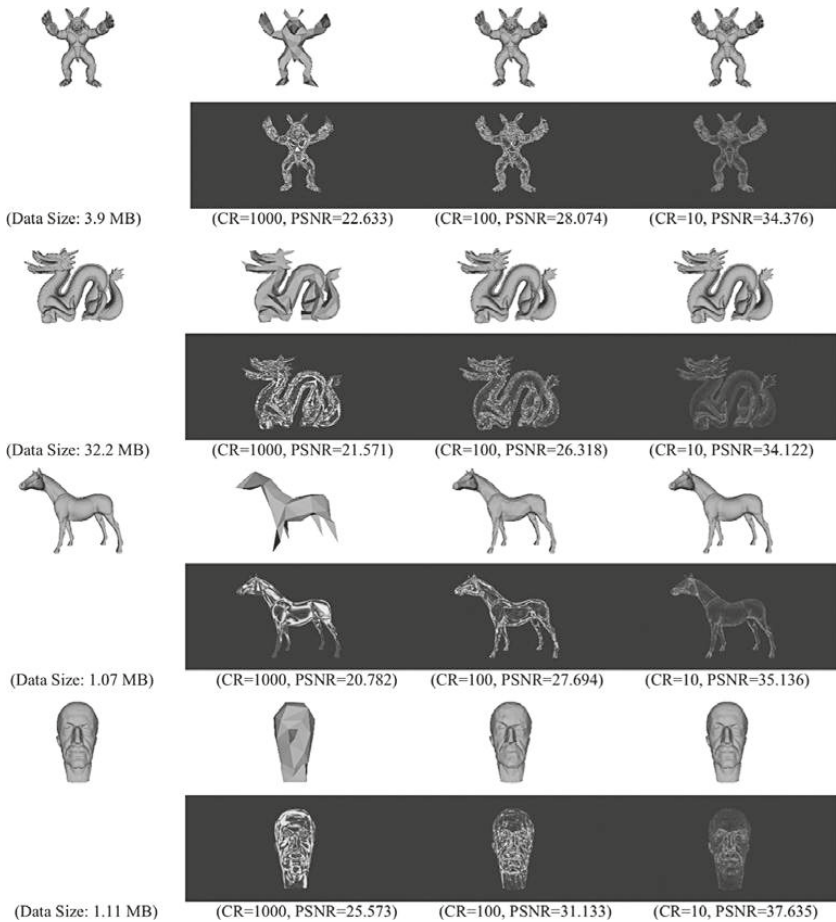 (Data Size: 3.9 MB) (CR=1000, PSNR=22.633) (CR=100, PSNR=28.074) (CR=10, PSNR=34.376)
(Data Size: 32.2 MB) (CR=1000, PSNR=21.571) (CR=100, PSNR=26.318) (CR=10, PSNR=34.122)
(Data Size: 1.07 MB) (CR=1000, PSNR=20.782) (CR=100, PSNR=27.694) (CR=10, PSNR=35.136)
(Data Size: 1.11 MB) (CR=1000, PSNR=25.573) (CR=100, PSNR=31.133) (CR=10, PSNR=37.635)